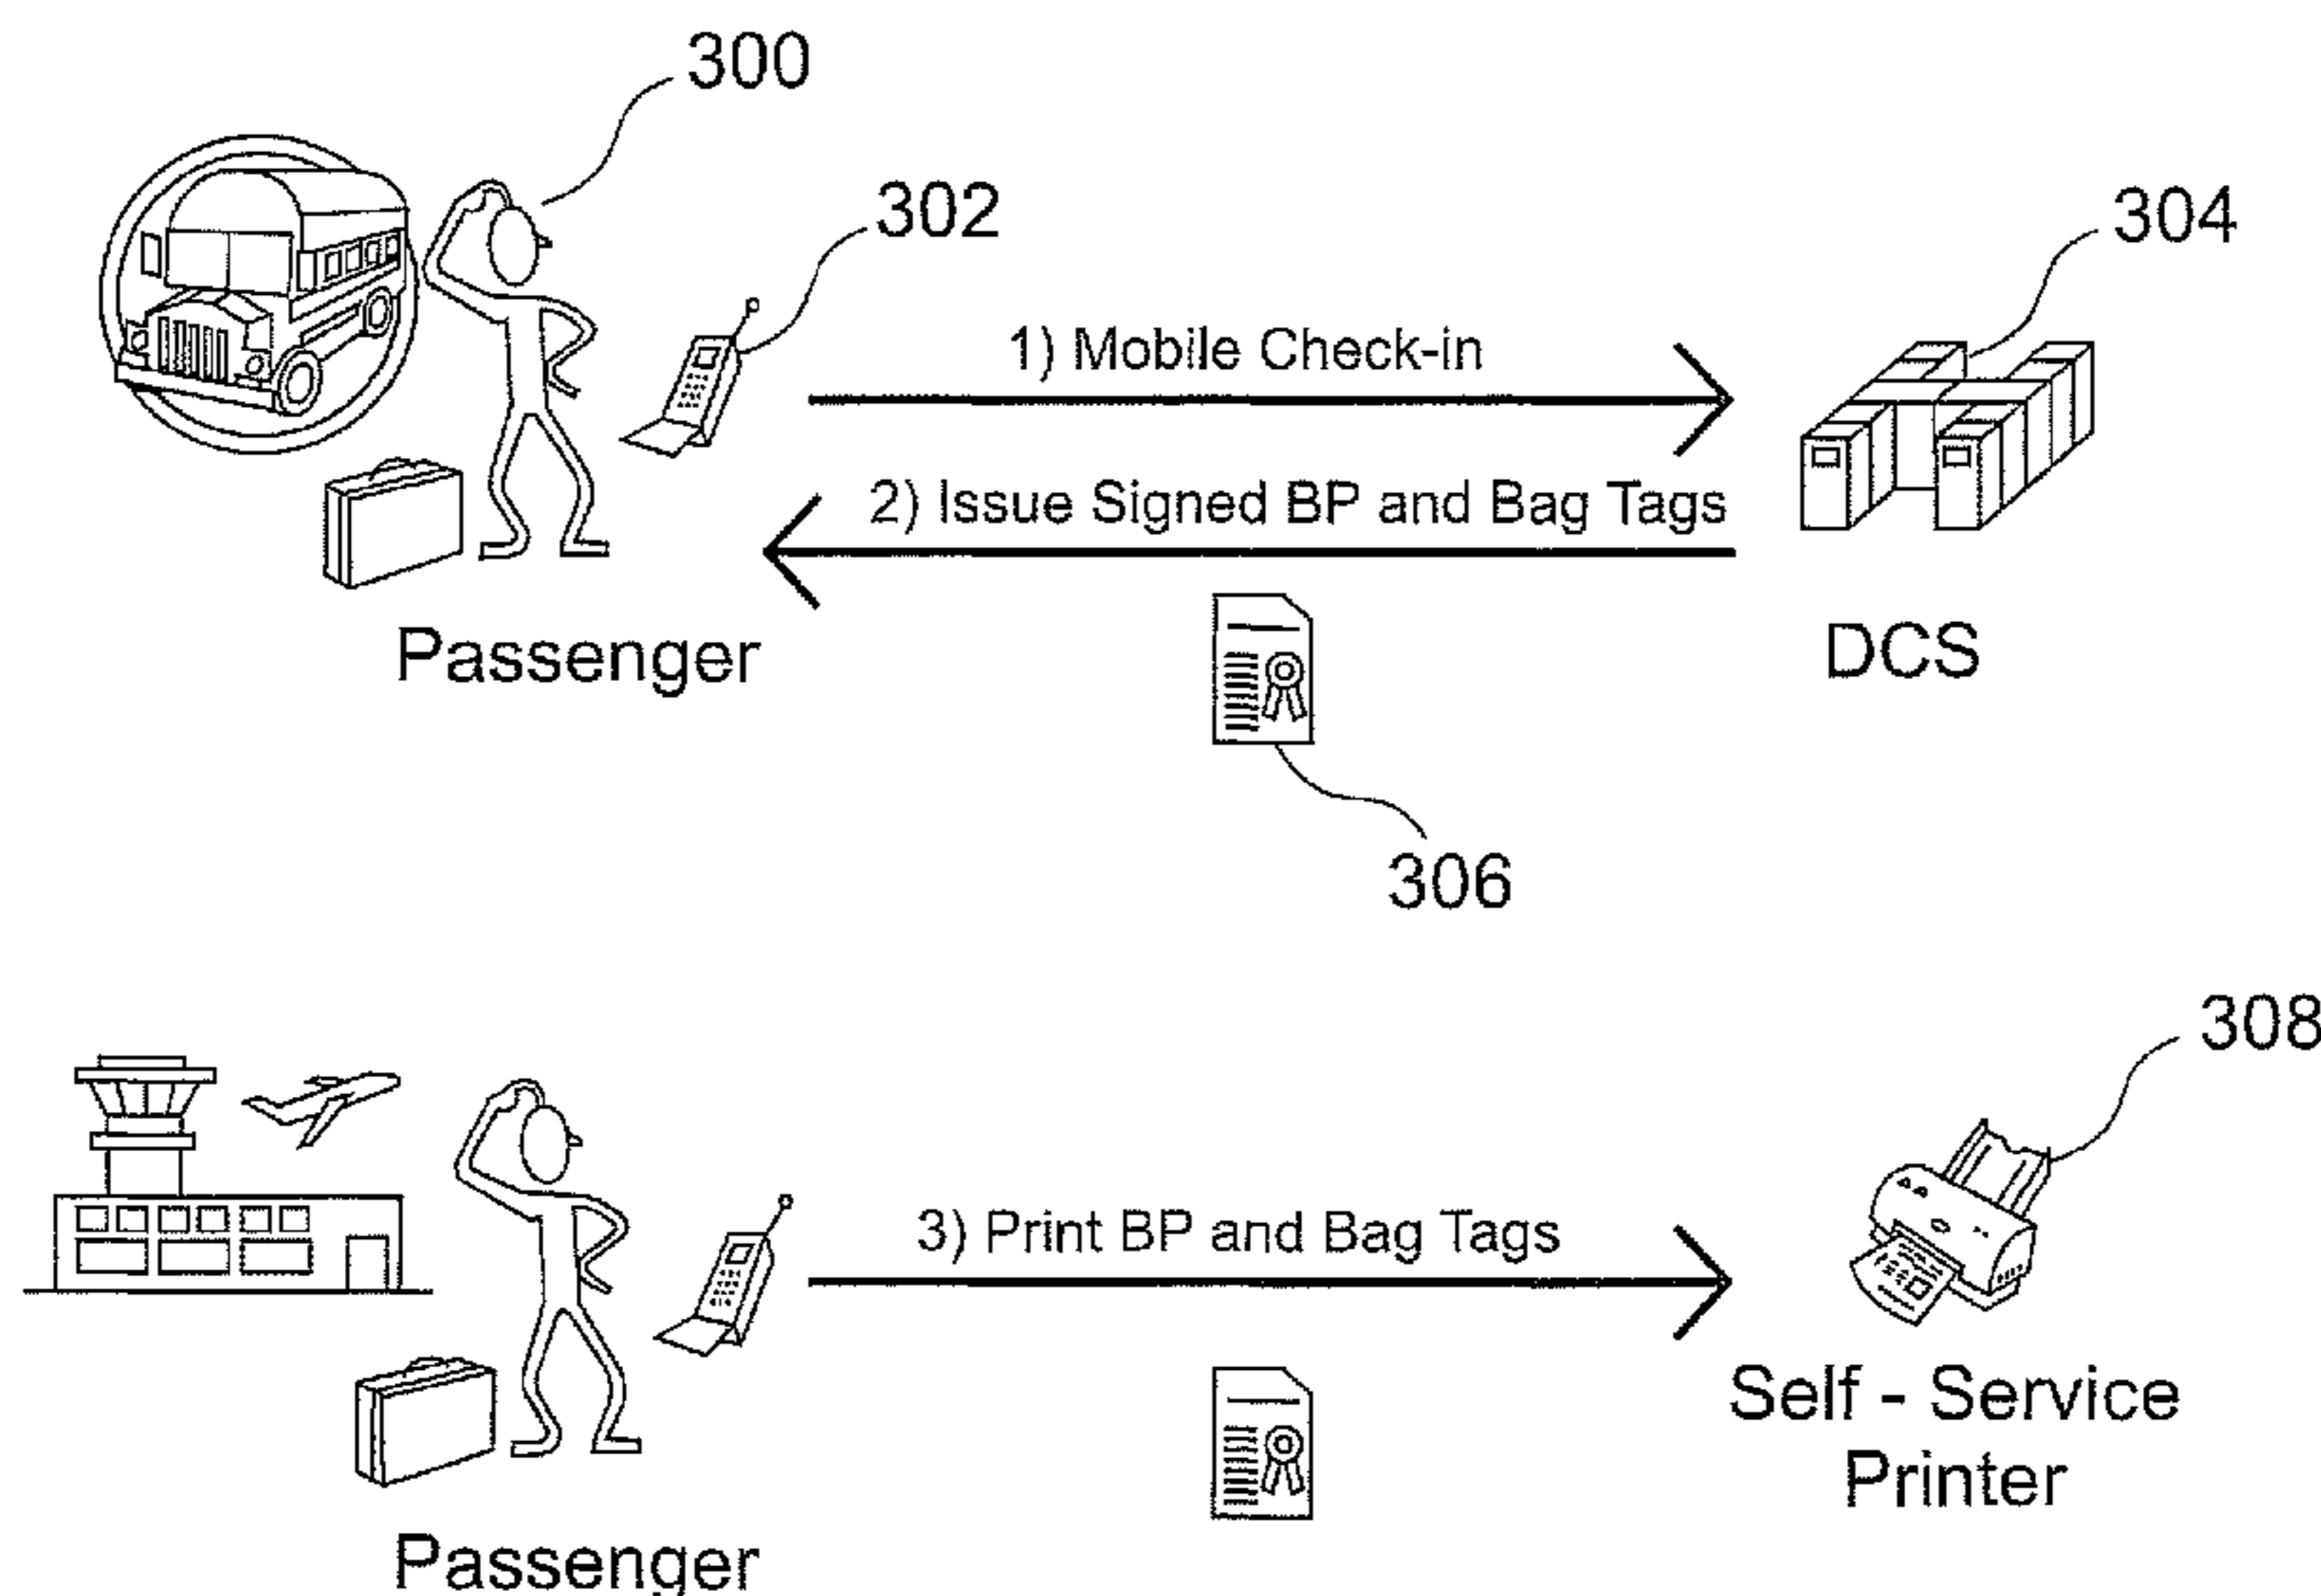 300
302
304
1) Mobile Check-in
2) Issue Signed BP and Bag Tags
Passenger
DCS
306
308
3) Print BP and Bag Tags
Self - Service
Printer
Passenger